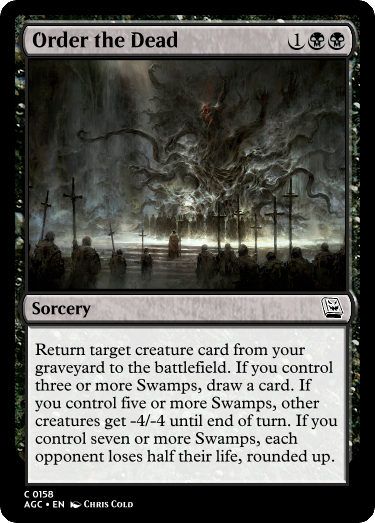 Order the Dead 1
Sorcery
Return target creature card from your
graveyard to the battlefield. If you control
three or more Swamps, draw a card. If
you control five or more Swamps, other
creatures get -4/-4 until end of turn. If you
control seven or more Swamps, each
opponent loses half their life, rounded up.
C 0158
AGC • EN Chris Cold